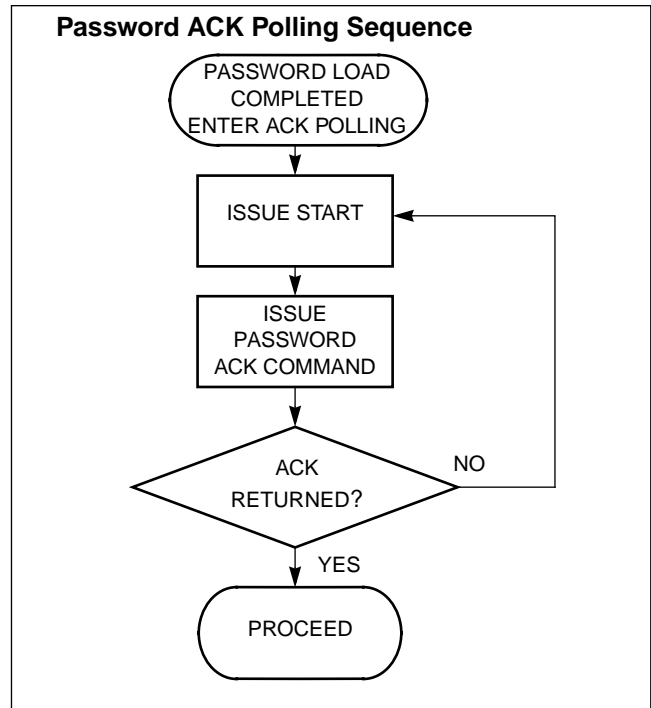 Password ACK Polling Sequence
PASSWORD LOAD
COMPLETED
ENTER ACK POLLING
ISSUE START
ISSUE
PASSWORD
ACK COMMAND
ACK
RETURNED?
NO
YES
PROCEED